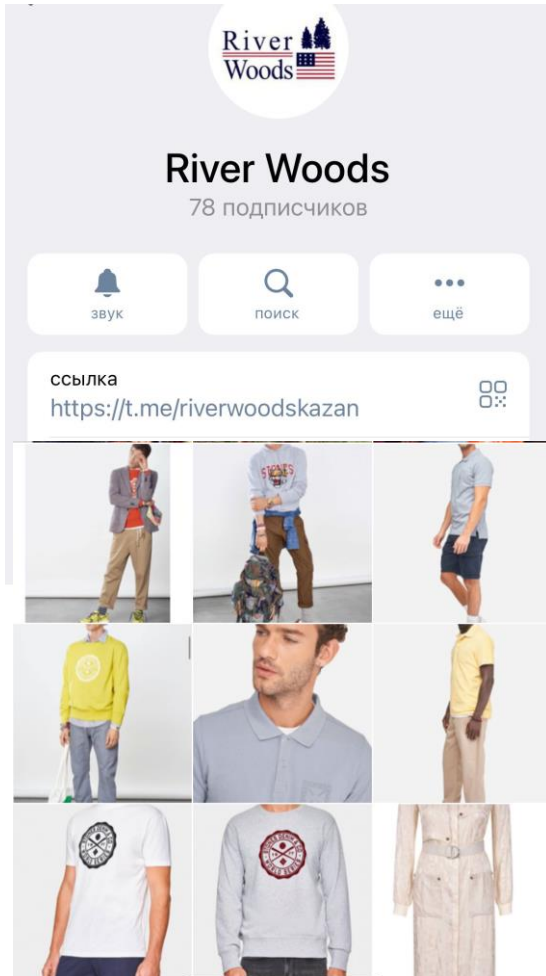 River
Woods
River Woods
78 подписчиков
звук
поиск
ещё
ссылка
https://t.me/riverwoodskazan